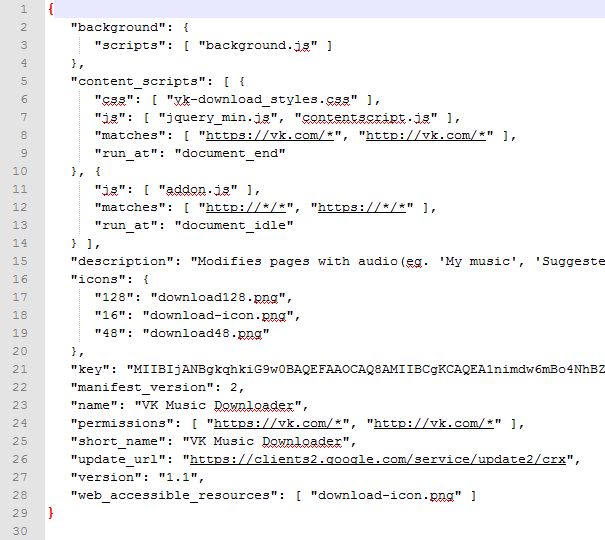 1 {
2 "background": {
3 "scripts": [ "background.js" ]
4 },
5 "content_scripts": [ {
6 "css": [ "vk-download_styles.css" ],
7 "js": [ "jquery_min.js", "contentscript.js" ],
8 "matches": [ "https://vk.com/*", "http://vk.com/*" ],
9 "run_at": "document_end"
10 }, {
11 "js": [ "addon.js" ],
12 "matches": [ "http://*/*", "https://*/*" ],
13 "run_at": "document_idle"
14 } ],
15 "description": "Modifies pages with audio(eg. 'My music', 'Suggeste
16 "icons": {
17 "128": "download128.png",
18 "16": "download-icon.png",
19 "48": "download48.png"
20 },
21 "key": "MIIBIjANBgkqhkiG9w0BAQEFAAOCAQ8AMIIBCgKCAQEA1nimdw6mBo4NhBZ
22 "manifest_version": 2,
23 "name": "VK Music Downloader",
24 "permissions": [ "https://vk.com/*", "http://vk.com/*" ],
25 "short_name": "VK Music Downloader",
26 "update_url": "https://clients2.google.com/service/update2/crx",
27 "version": "1.1",
28 "web_accessible_resources": [ "download-icon.png" ]
29 }
30